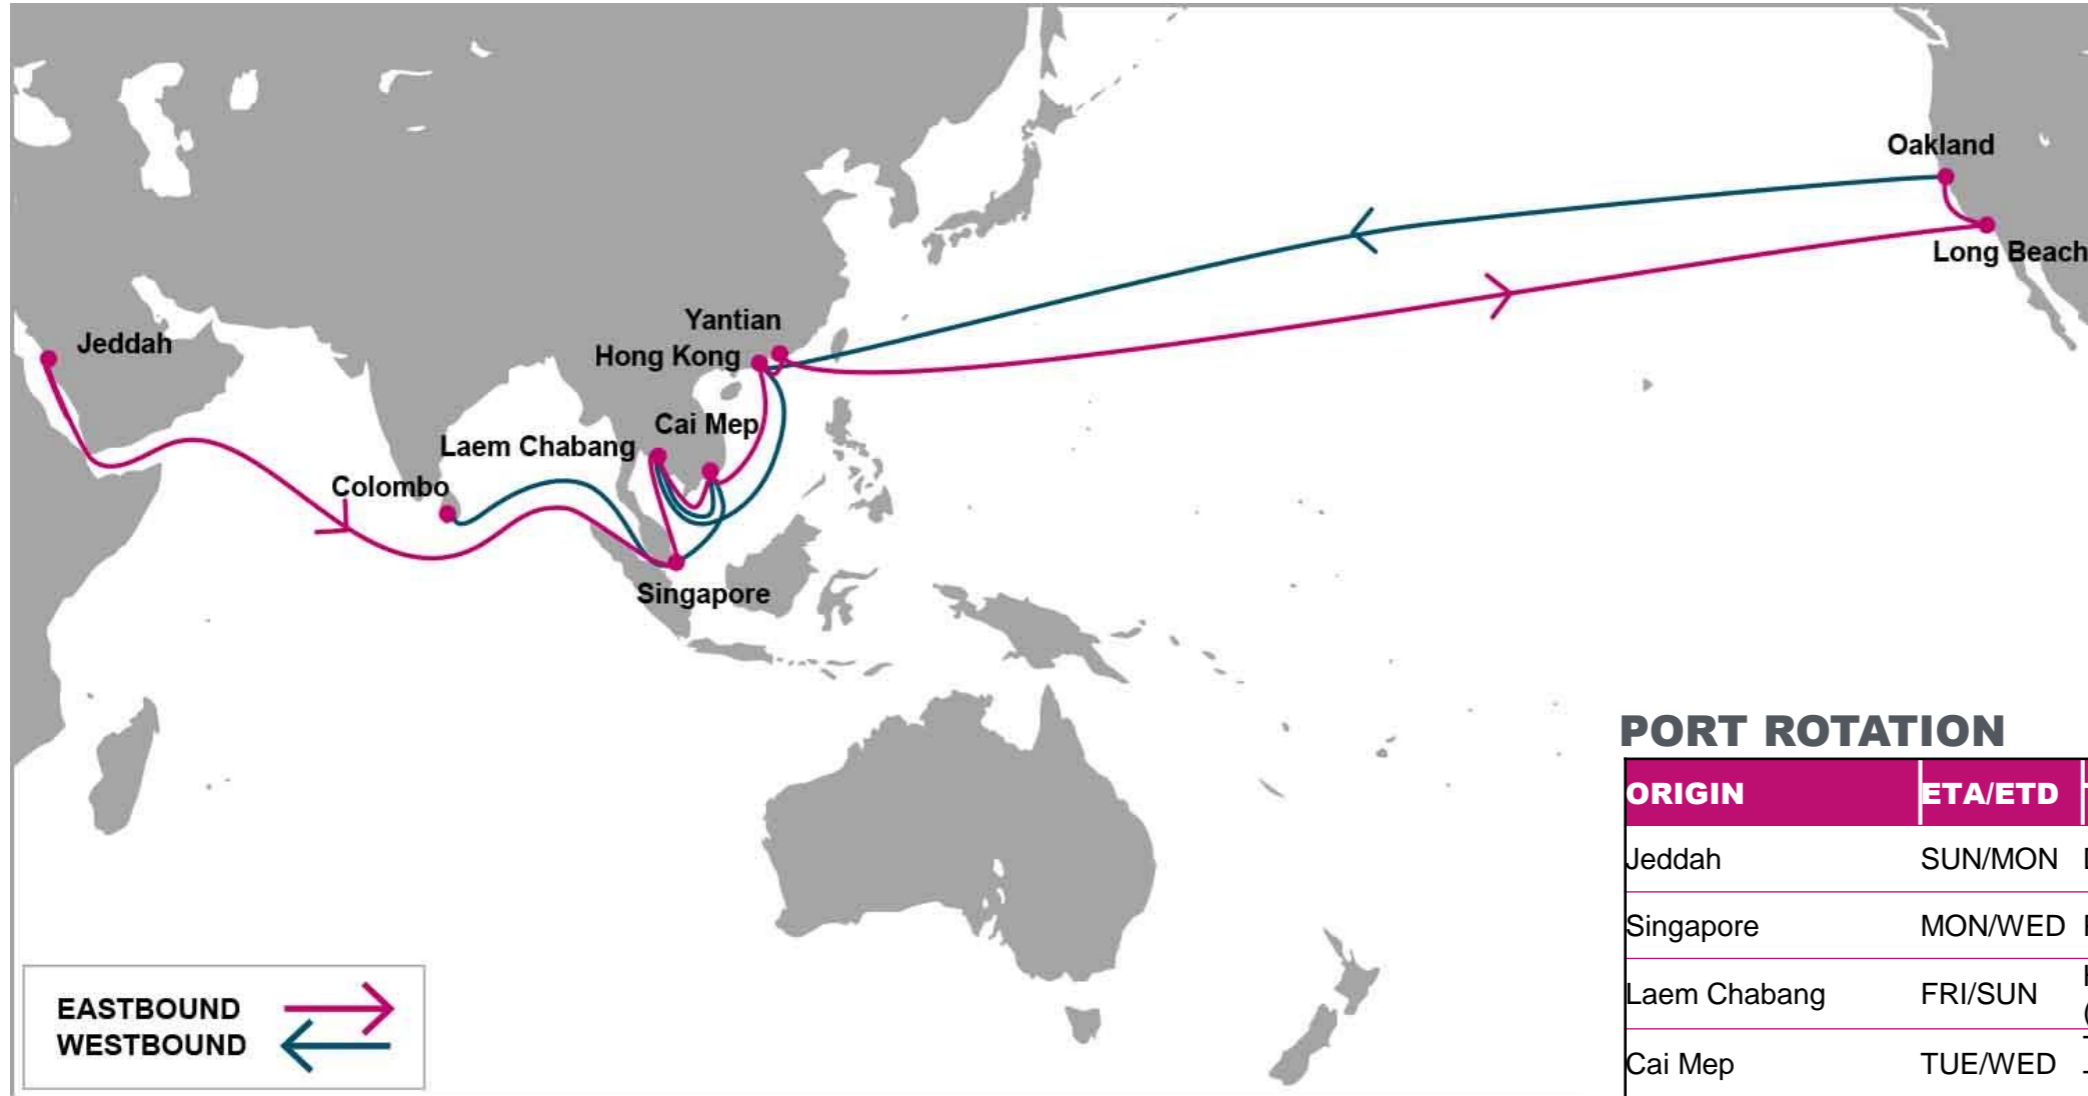 Oakland
Long Beach
Yantian
Jeddah
Hong Kong
Cai Mep
Laem Chabang
Colombo
Singapore
PORT ROTATION
ORIGIN ETA/ETD
Jeddah SUN/MON
Singapore MON/WED
Laem Chabang FRI/SUN
Cai Mep TUE/WED
EASTBOUND
WESTBOUND